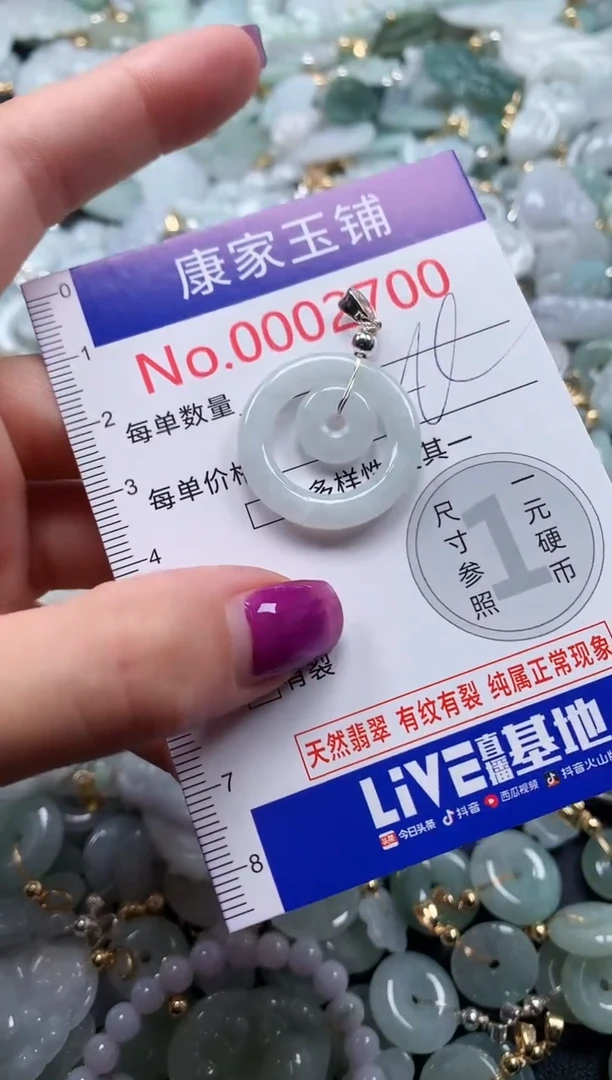 康家玉铺
No.0002700
每单数量
每单价格
多样性 其一
一元硬币
尺寸参照
1
有裂
天然翡翠 有纹有裂 纯属正常现象
LiVE直播基地
今日头条 抖音 西瓜视频 抖音火山
0
1
2
3
4
7
8